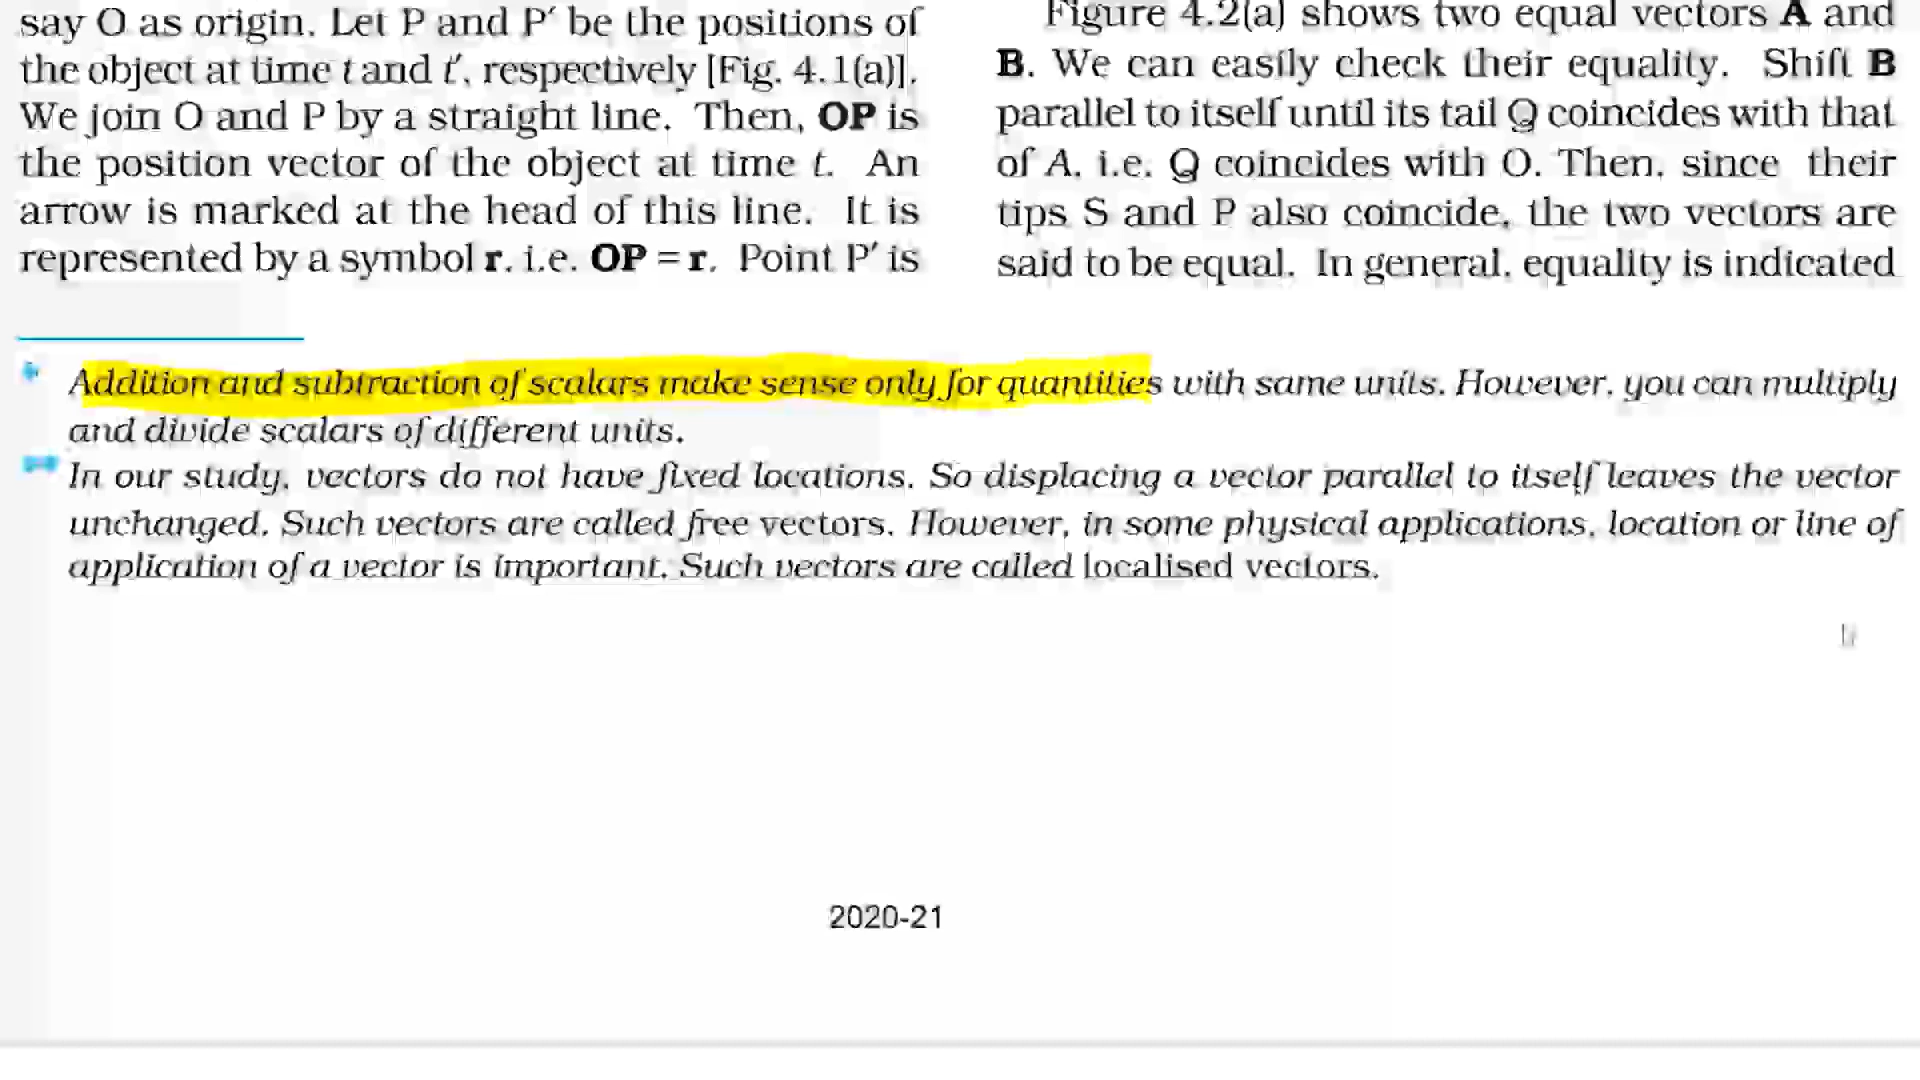 say O as origin. Let P and P′ be the positions of
the object at time t and t′, respectively [Fig. 4.1(a)].
We join O and P by a straight line. Then, OP is
the position vector of the object at time t. An
arrow is marked at the head of this line. It is
represented by a symbol r, i.e. OP = r. Point P′ is
Figure 4.2(a) shows two equal vectors A and
B. We can easily check their equality. Shift B
parallel to itself until its tail Q coincides with that
of A, i.e. Q coincides with O. Then, since their
tips S and P also coincide, the two vectors are
said to be equal. In general, equality is indicated
* Addition and subtraction of scalars make sense only for quantities with same units. However, you can multiply
and divide scalars of different units.
** In our study, vectors do not have fixed locations. So displacing a vector parallel to itself leaves the vector
unchanged. Such vectors are called free vectors. However, in some physical applications, location or line of
application of a vector is important. Such vectors are called localised vectors.
2020-21